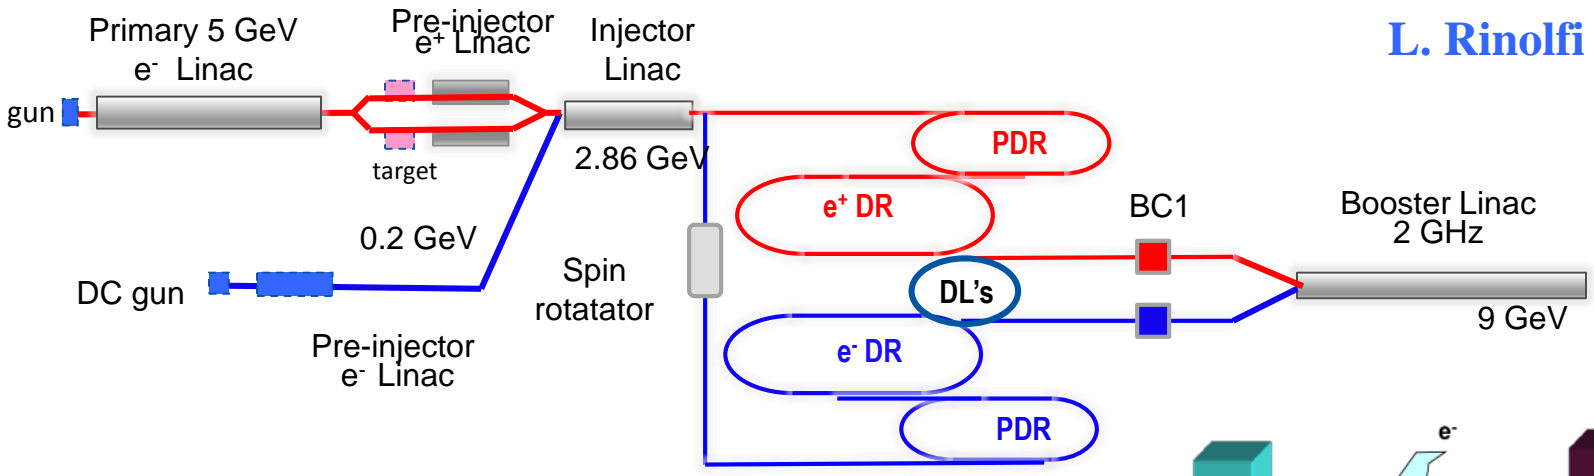 Primary 5 GeV
e- Linac
Pre-injector
e+ Linac
Injector
Linac
L. Rinolfi
gun
target
2.86 GeV
PDR
e+ DR
BC1
Booster Linac
2 GHz
0.2 GeV
DC gun
Spin
rotatator
DL's
9 GeV
Pre-injector
e- Linac
e- DR
PDR
e-